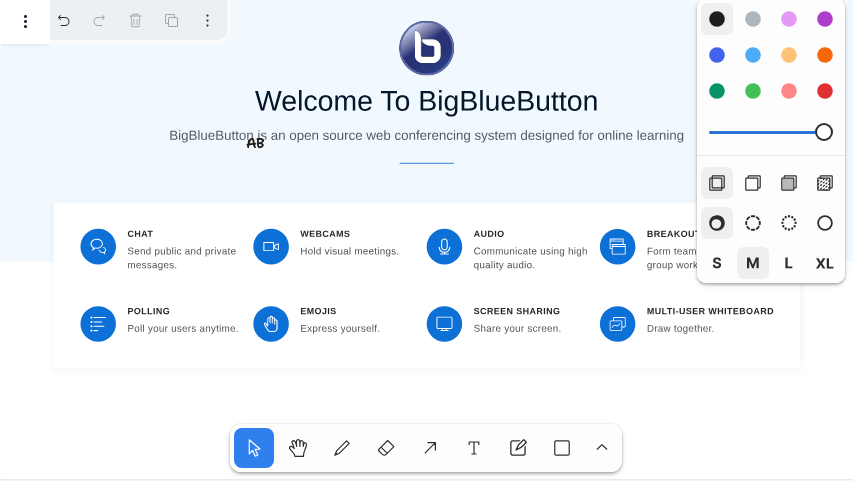 Welcome To BigBlueButton
BigBlueButton is an open source web conferencing system designed for online learning
AB
CHAT
Send public and private
messages.
WEBCAMS
Hold visual meetings.
AUDIO
Communicate using high
quality audio.
BREAKOUT
Form team
group work
POLLING
Poll your users anytime.
EMOJIS
Express yourself.
SCREEN SHARING
Share your screen.
MULTI-USER WHITEBOARD
Draw together.
S M L XL
T